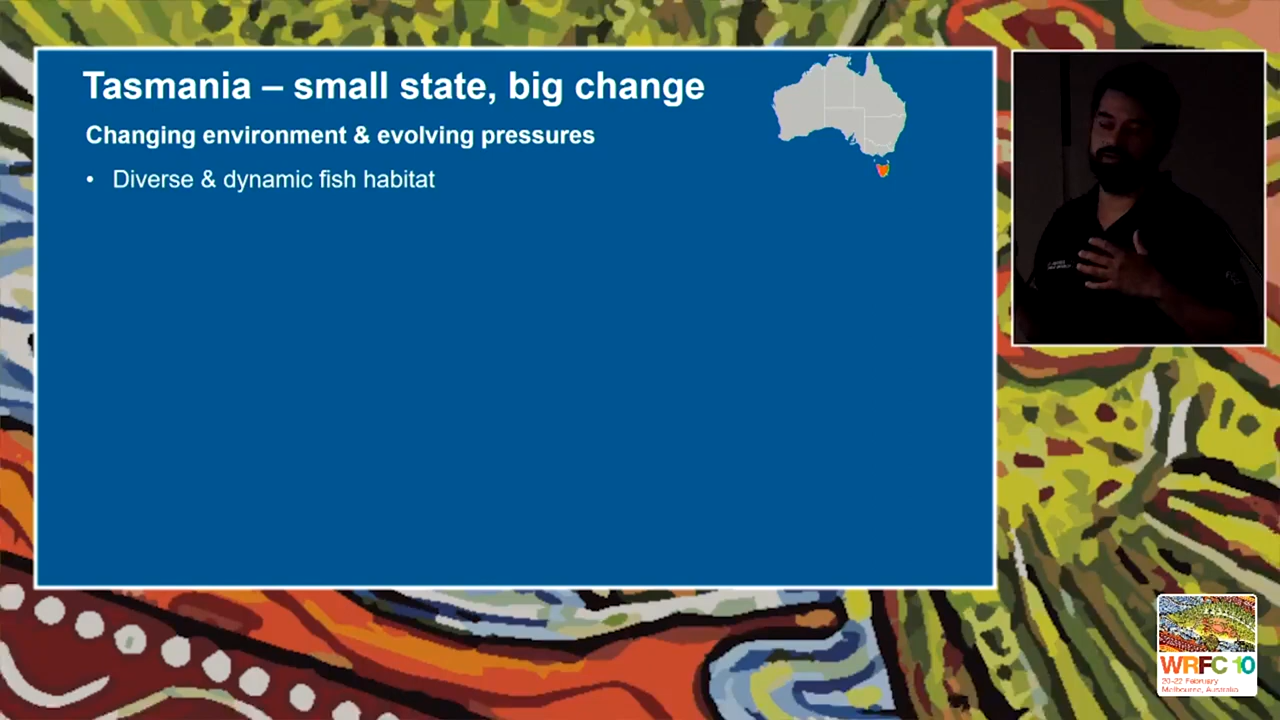 Tasmania – small state, big change
Changing environment & evolving pressures
• Diverse & dynamic fish habitat
WRFC 10
20-22 February
Melbourne, Australia